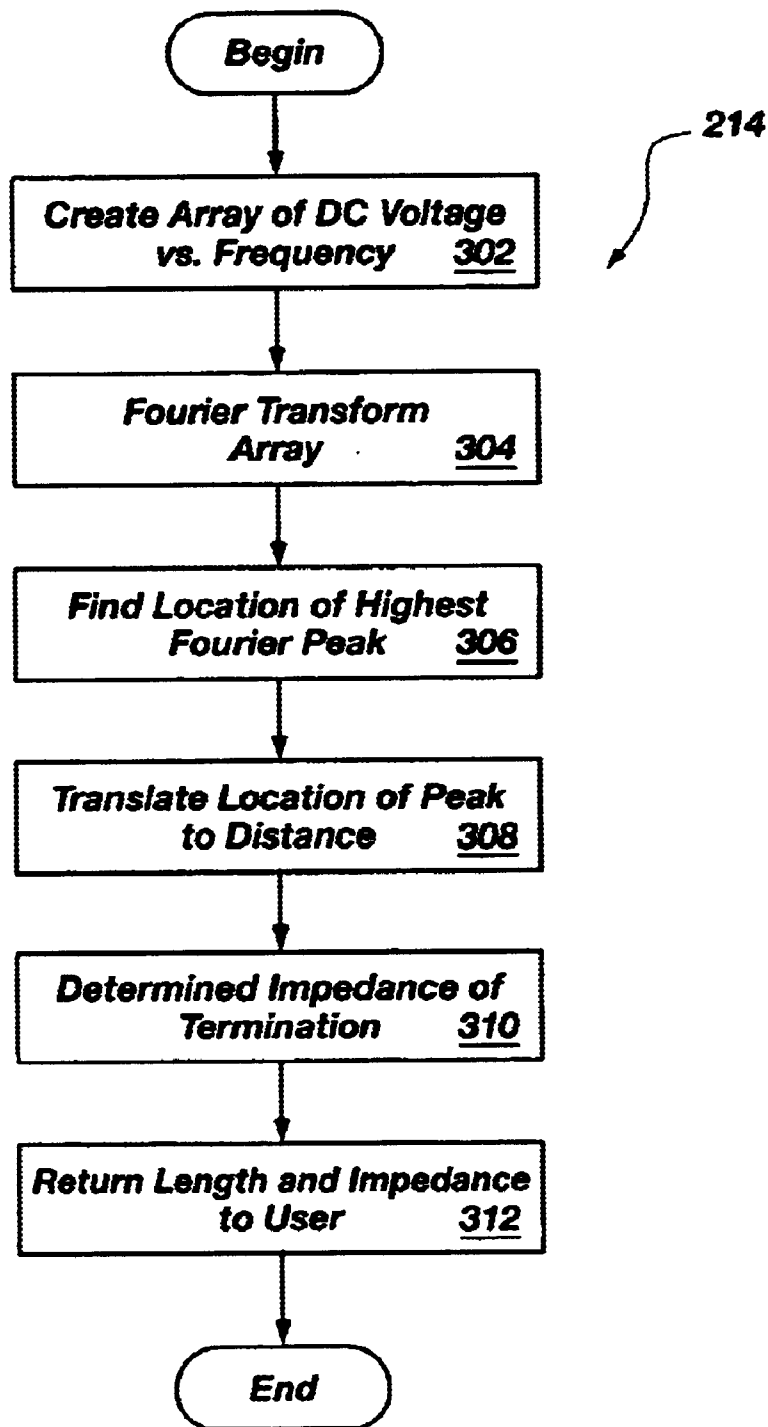 Begin
214
Create Array of DC Voltage
vs. Frequency 302
Fourier Transform
Array 304
Find Location of Highest
Fourier Peak 306
Translate Location of Peak
to Distance 308
Determined Impedance of
Termination 310
Return Length and Impedance
to User 312
End